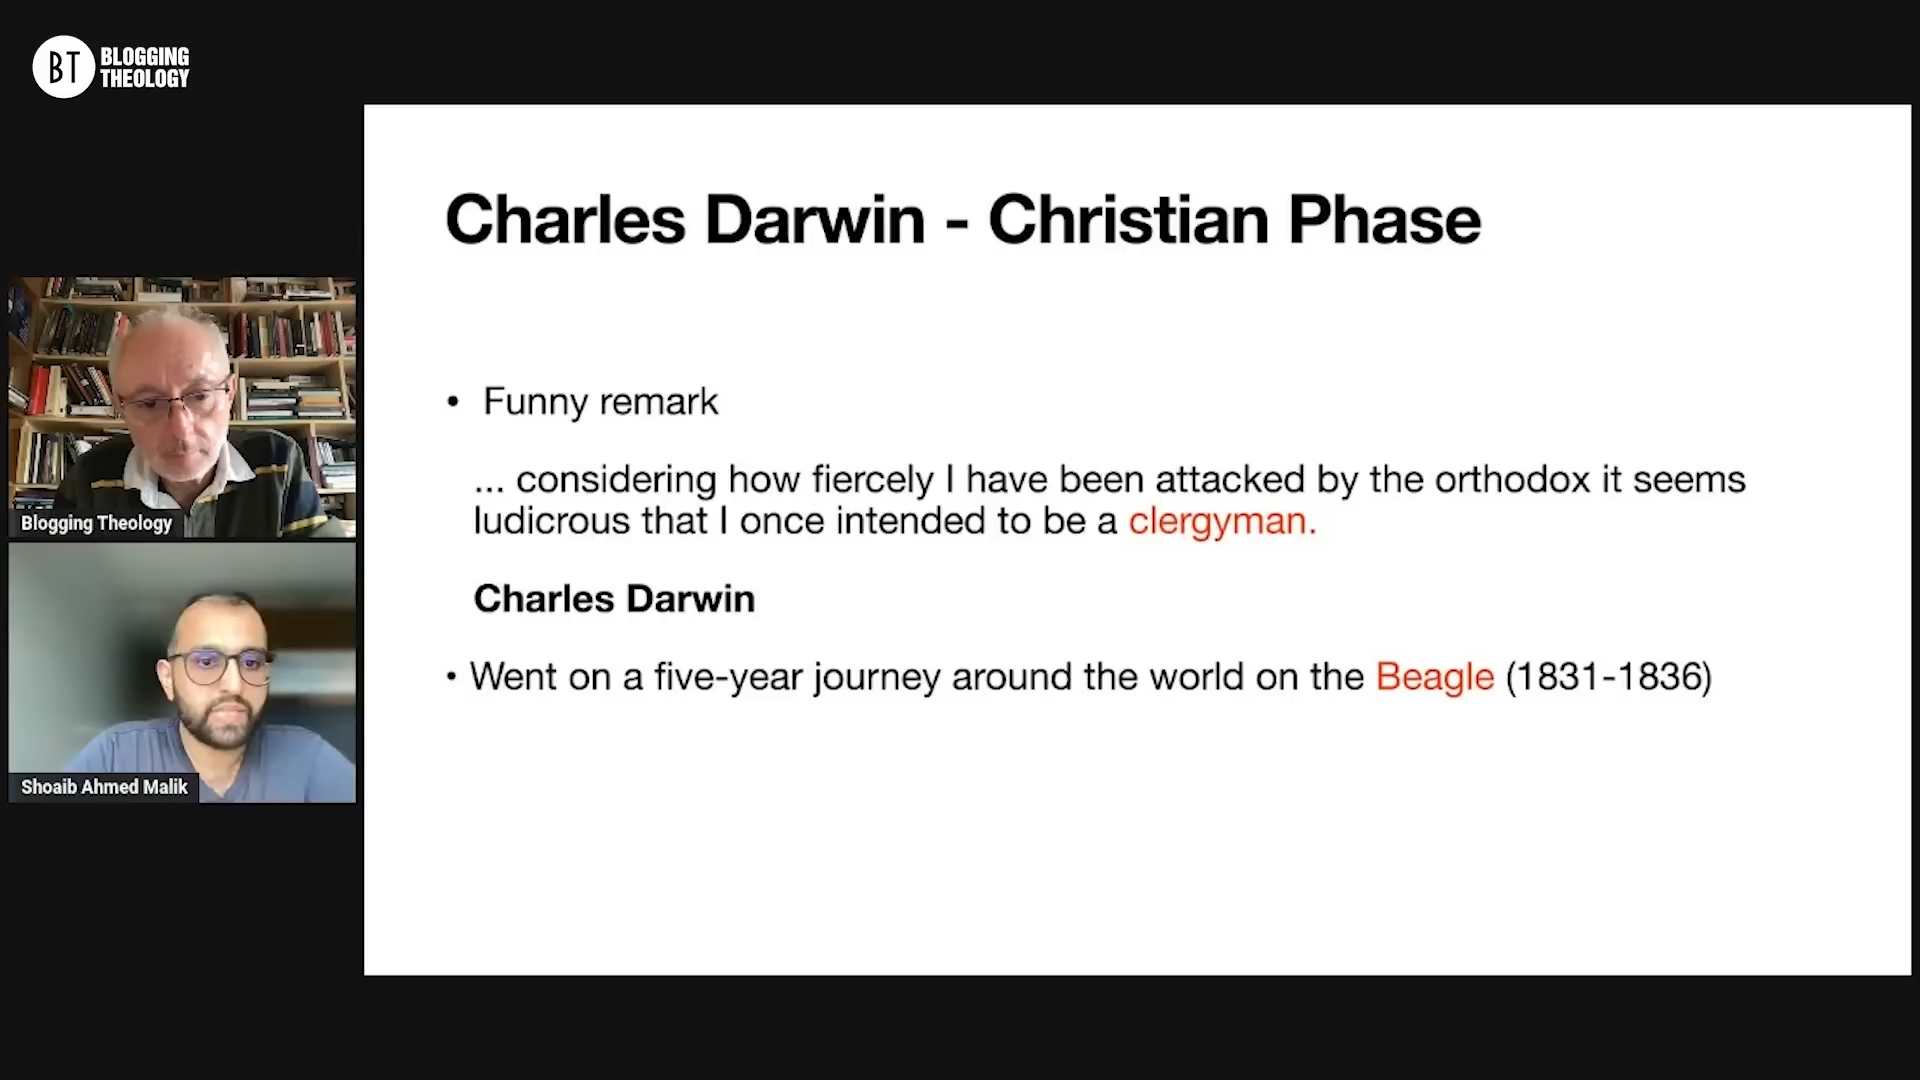 BT
BLOGGING
THEOLOGY
Charles Darwin - Christian Phase
• Funny remark
... considering how fiercely I have been attacked by the orthodox it seems
ludicrous that I once intended to be a clergyman.
Charles Darwin
• Went on a five-year journey around the world on the Beagle (1831-1836)
Blogging Theology
Shoaib Ahmed Malik